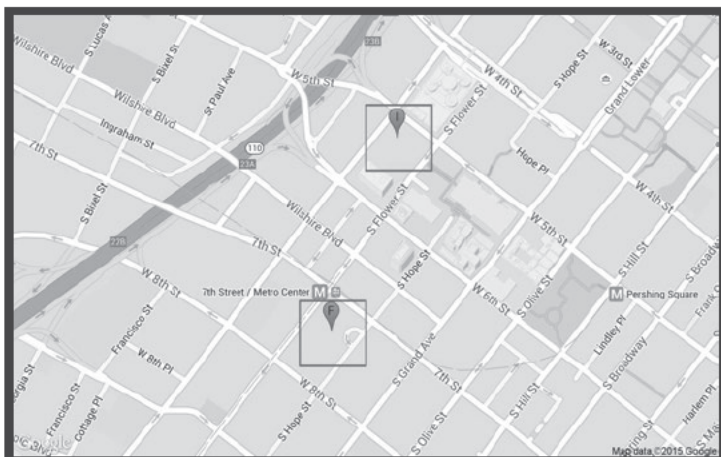 S Lucas Ave
S Bixel St
St Paul Ave
Wilshire Blvd
Wilshire Blvd
Ingraham St
7th St
S Bixel St
23B
W 5th St
110
23A
22B
I
S Flower St
W 4th St
S Hope St
W 3rd St
Grand Lower
Hope Pl
W 4th St
W 5th St
S Flower St
Wilshire Blvd
7th St
S Hope St
W 6th St
S Olive St
S Hill St
S Broadway
7th Street / Metro Center
M
F
M
Pershing Square
W 8th St
Francisco St
W 8th Pl
Francisco St
Cottage Pl
S Hope St
W 8th St
S Grand Ave
7th St
S Olive St
S Hill St
Lindley Pl
S Broadway
Harlem Pl
Google
Map data ©2015 Google